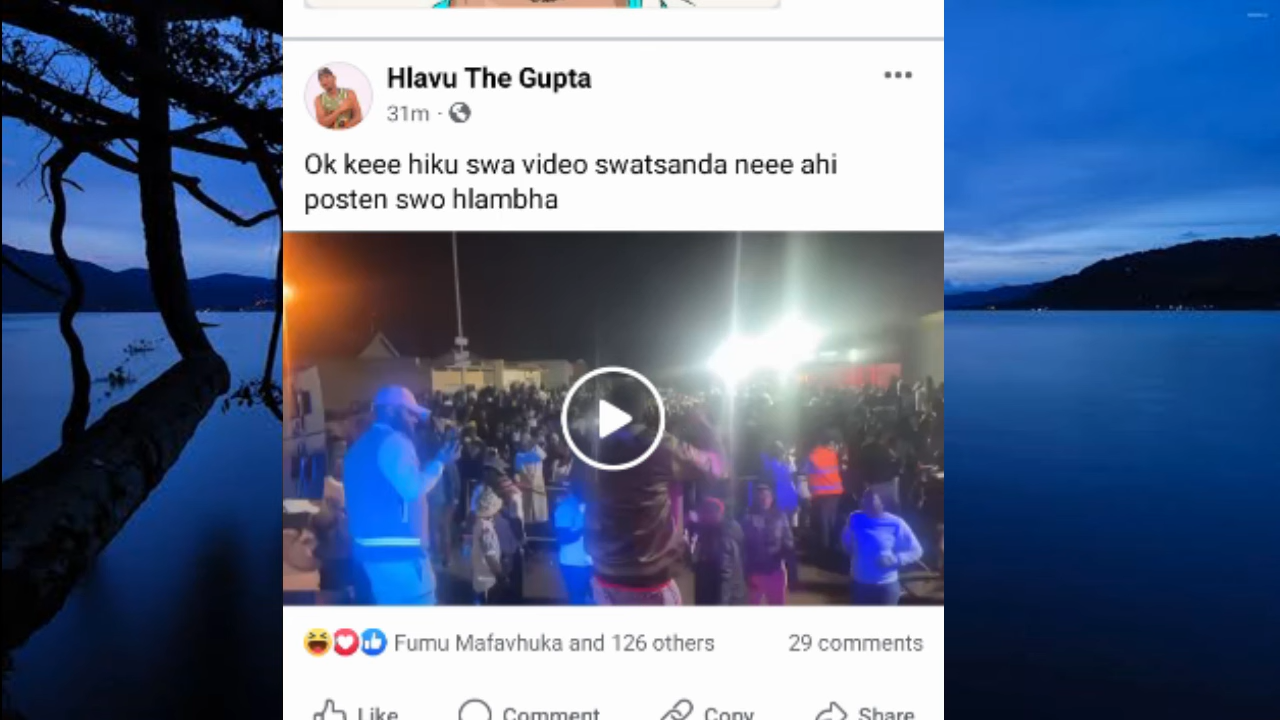 Hlavu The Gupta
31m ·
Ok keee hiku swa video swatsanda neee ahi
posten swo hlambha
Fumu Mafavhuka and 126 others 29 comments
Like Comment Copy Share